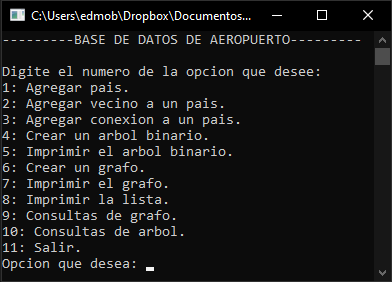 C:\Users\edmob\Dropbox\Documentos...
---------BASE DE DATOS DE AEROPUERTO---------
Digite el numero de la opcion que desee:
1: Agregar pais.
2: Agregar vecino a un pais.
3: Agregar conexion a un pais.
4: Crear un arbol binario.
5: Imprimir el arbol binario.
6: Crear un grafo.
7: Imprimir el grafo.
8: Imprimir la lista.
9: Consultas de grafo.
10: Consultas de arbol.
11: Salir.
Opcion que desea: